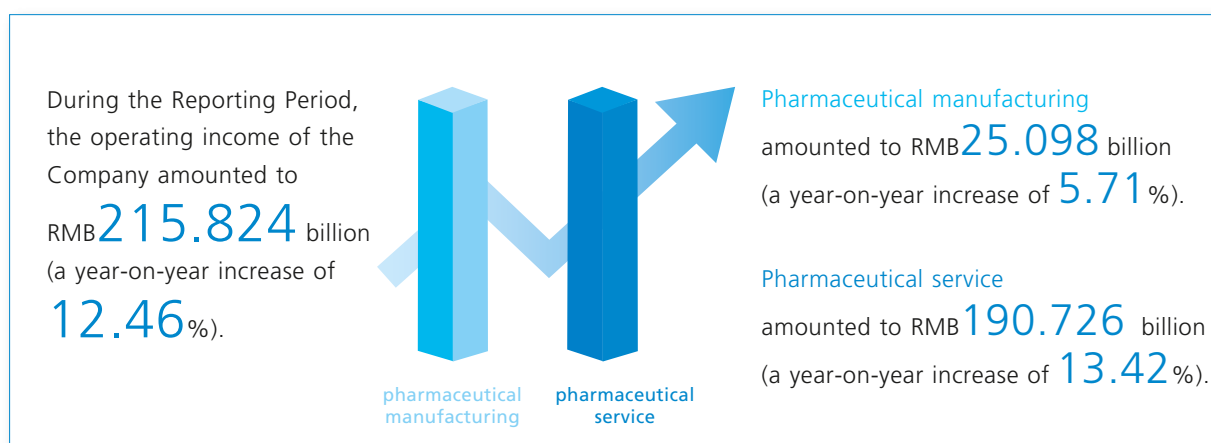 During the Reporting Period,
the operating income of the
Company amounted to
RMB215.824 billion
(a year-on-year increase of
12.46%).
pharmaceutical
manufacturing
pharmaceutical
service
Pharmaceutical manufacturing
amounted to RMB25.098 billion
(a year-on-year increase of 5.71%).
Pharmaceutical service
amounted to RMB190.726 billion
(a year-on-year increase of 13.42%).